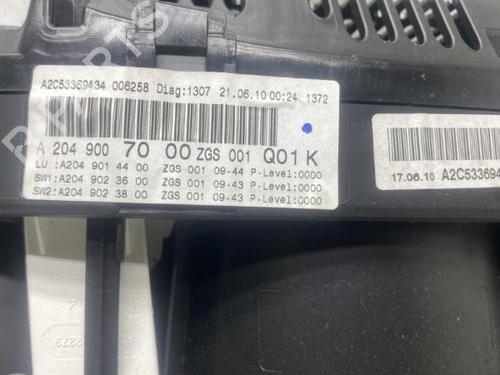 A2C53369434 006258 Diag:1307 21.06.10 00:24 1372
A 204 900 70 00 ZGS 001 Q01 K
LU :A204 901 44 00 ZGS 001 09-44 P-Level:0000
SW1:A204 902 36 00 ZGS 001 09-43 P-Level:0000
SW2:A204 902 38 00 ZGS 001 09-43 P-Level:0000
17.06.10 A2C533694